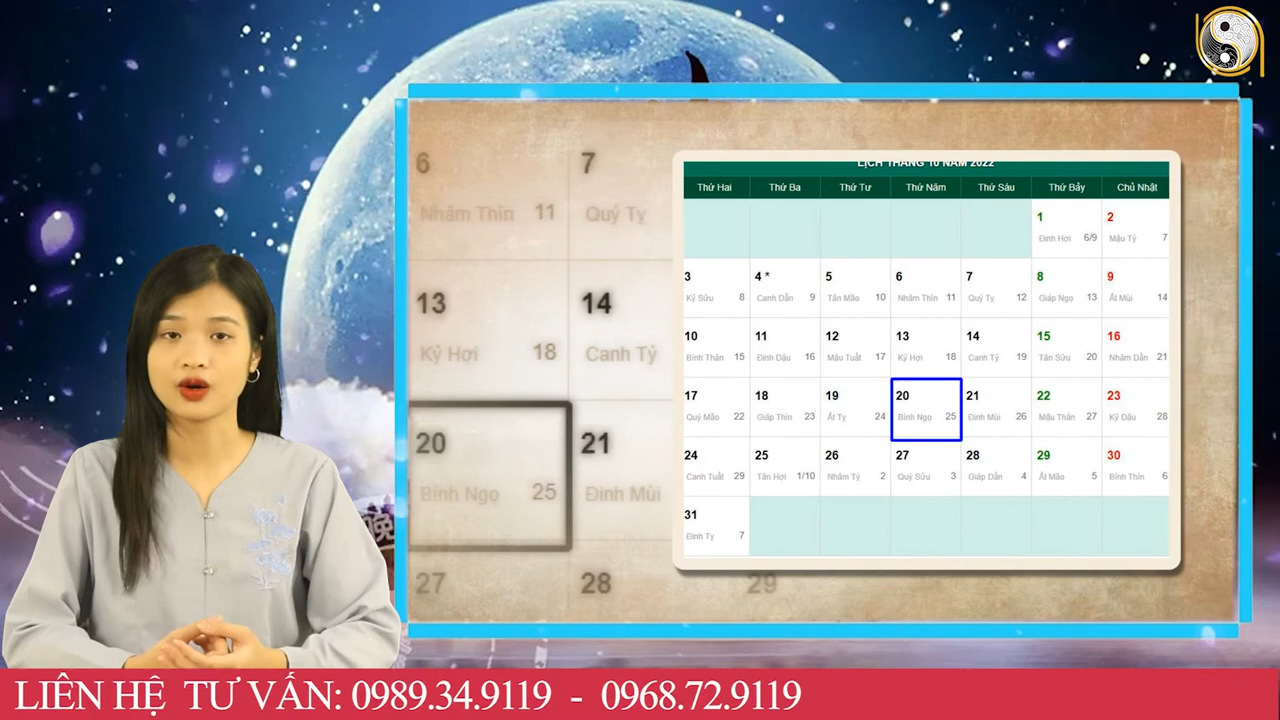 6
7
Nhâm Thìn 11
Quý Tỵ
13
14
Kỷ Hợi 18
Canh Tý
20
21
Bính Ngọ 25
Đinh Mùi
27
28
29
LỊCH THÁNG 10 NĂM 2022
Thứ Hai Thứ Ba Thứ Tư Thứ Năm Thứ Sáu Thứ Bảy Chủ Nhật
1 2
Đinh Hợi 6/9 Mậu Tý 7
3 4 * 5 6 7 8 9
Kỷ Sửu 8 Canh Dần 9 Tân Mão 10 Nhâm Thìn 11 Quý Tỵ 12 Giáp Ngọ 13 Ất Mùi 14
10 11 12 13 14 15 16
Bính Thân 15 Đinh Dậu 16 Mậu Tuất 17 Kỷ Hợi 18 Canh Tý 19 Tân Sửu 20 Nhâm Dần 21
17 18 19 20 21 22 23
Quý Mão 22 Giáp Thìn 23 Ất Tỵ 24 Bính Ngọ 25 Đinh Mùi 26 Mậu Thân 27 Kỷ Dậu 28
24 25 26 27 28 29 30
Canh Tuất 29 Tân Hợi 1/10 Nhâm Tý 2 Quý Sửu 3 Giáp Dần 4 Ất Mão 5 Bính Thìn 6
31
Đinh Tỵ 7
LIÊN HỆ TƯ VẤN: 0989.34.9119 - 0968.72.9119